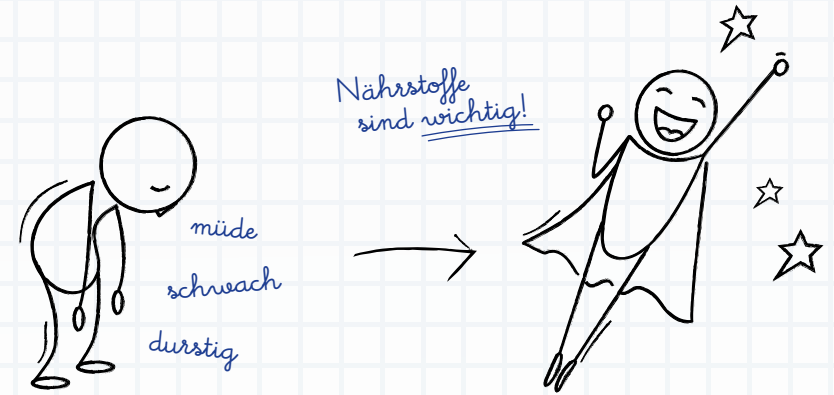 Nährstoffe
sind wichtig!
müde
schwach
durstig